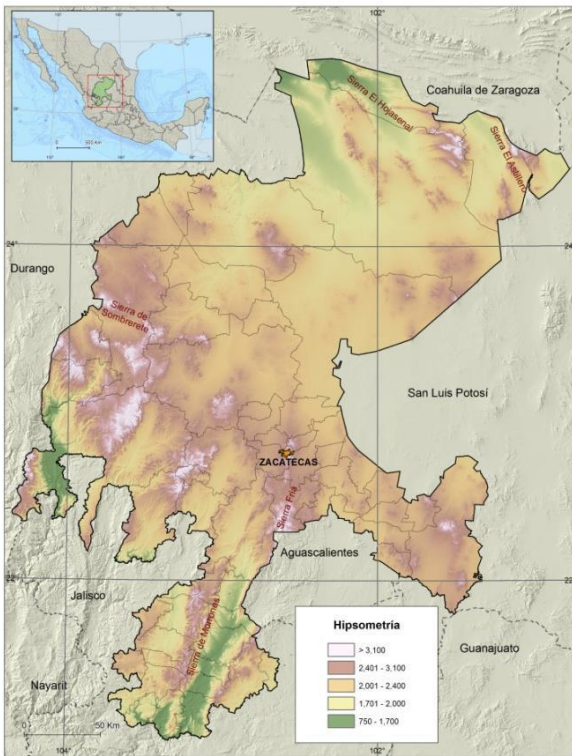 102
Coahuila de Zaragoza
Sierra El Hojasenal
Sierra El Astillero
24
24
Durango
Sierra de
Sombrerete
San Luis Potosí
ZACATECAS
Sierra Fría
Aguascalientes
22
22
Jalisco
Sierra de Morones
Guanajuato
Nayarit
Hipsometría
> 3,100
2,401 - 3,100
2,001 - 2,400
1,701 - 2,000
750 - 1,700
0
50 Km
104
102